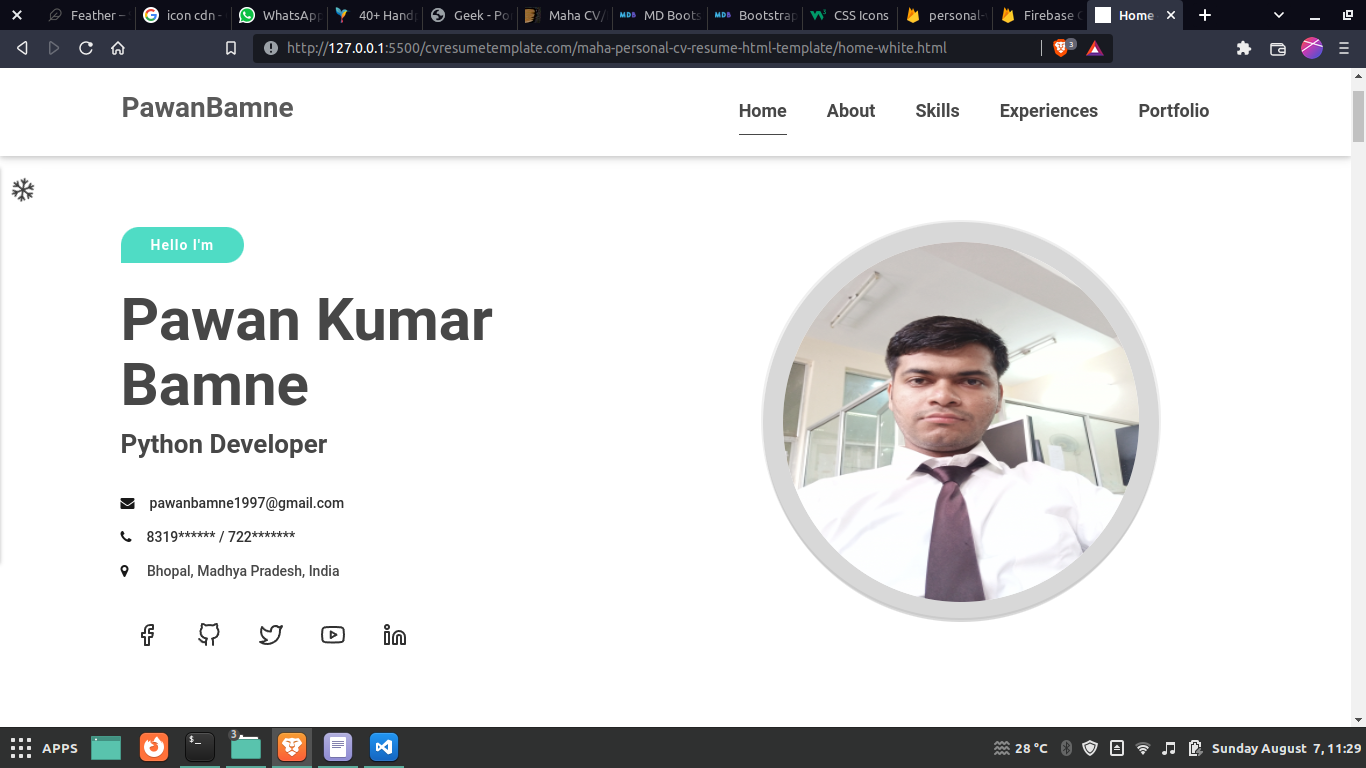 Feather –
icon cdn -
WhatsApp
40+ Hand
Geek - Po
Maha CV/
MDB
MD Boots
MDB
Bootstrap
CSS Icons
personal-
Firebase
Home
http://127.0.0.1:5500/cvresumetemplate.com/maha-personal-cv-resume-html-template/home-white.html
3
PawanBamne
Home
About
Skills
Experiences
Portfolio
Hello I'm
Pawan Kumar
Bamne
Python Developer
pawanbamne1997@gmail.com
8319****** / 722*******
Bhopal, Madhya Pradesh, India
APPS
3
28 °C
Sunday August 7, 11:29